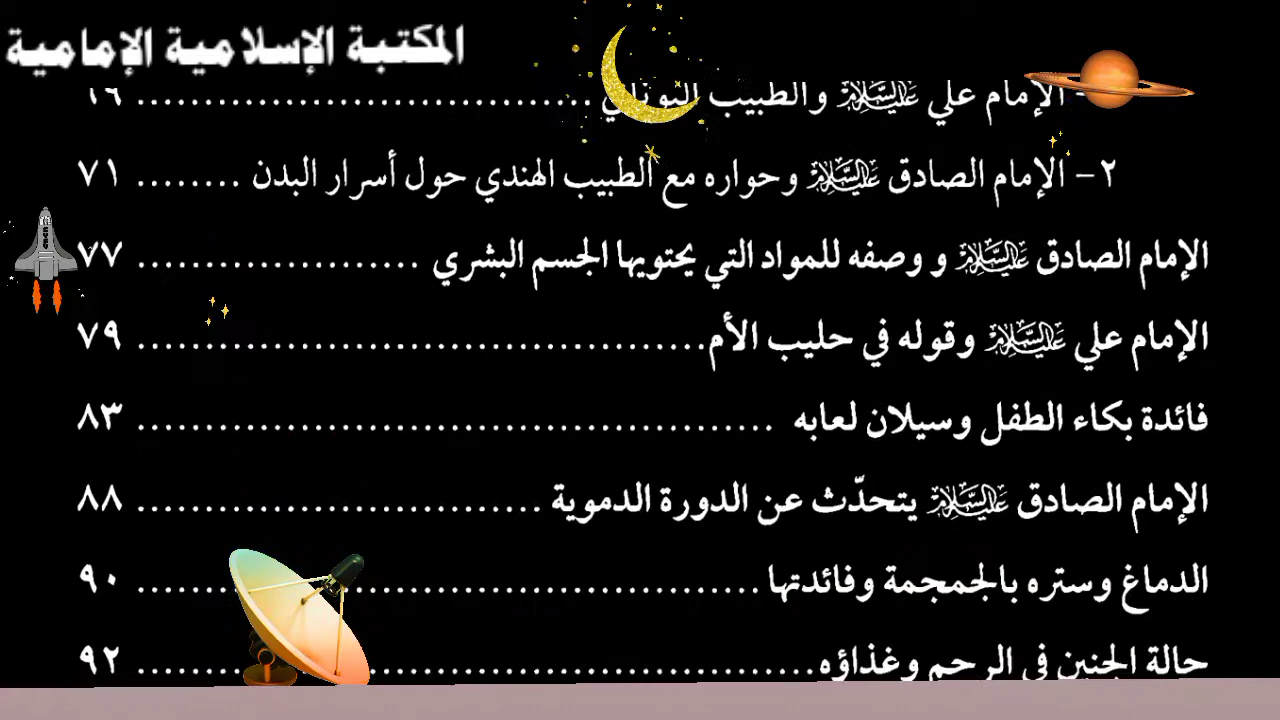 المكتبة الإسلامية الإمامية
- الإمام علي عليه السلام والطبيب اليوناني ........ ٦٦
٢- الإمام الصادق عليه السلام وحواره مع الطبيب الهندي حول أسرار البدن ........ ٧١
الإمام الصادق عليه السلام و وصفه للمواد التي يحتويها الجسم البشري ........ ٧٧
الإمام علي عليه السلام وقوله في حليب الأم ........ ٧٩
فائدة بكاء الطفل وسيلان لعابه ........ ٨٣
الإمام الصادق عليه السلام يتحدّث عن الدورة الدموية ........ ٨٨
الدماغ وستره بالجمجمة وفائدتها ........ ٩٠
حالة الجنين في الرحم وغذاؤه ........ ٩٢